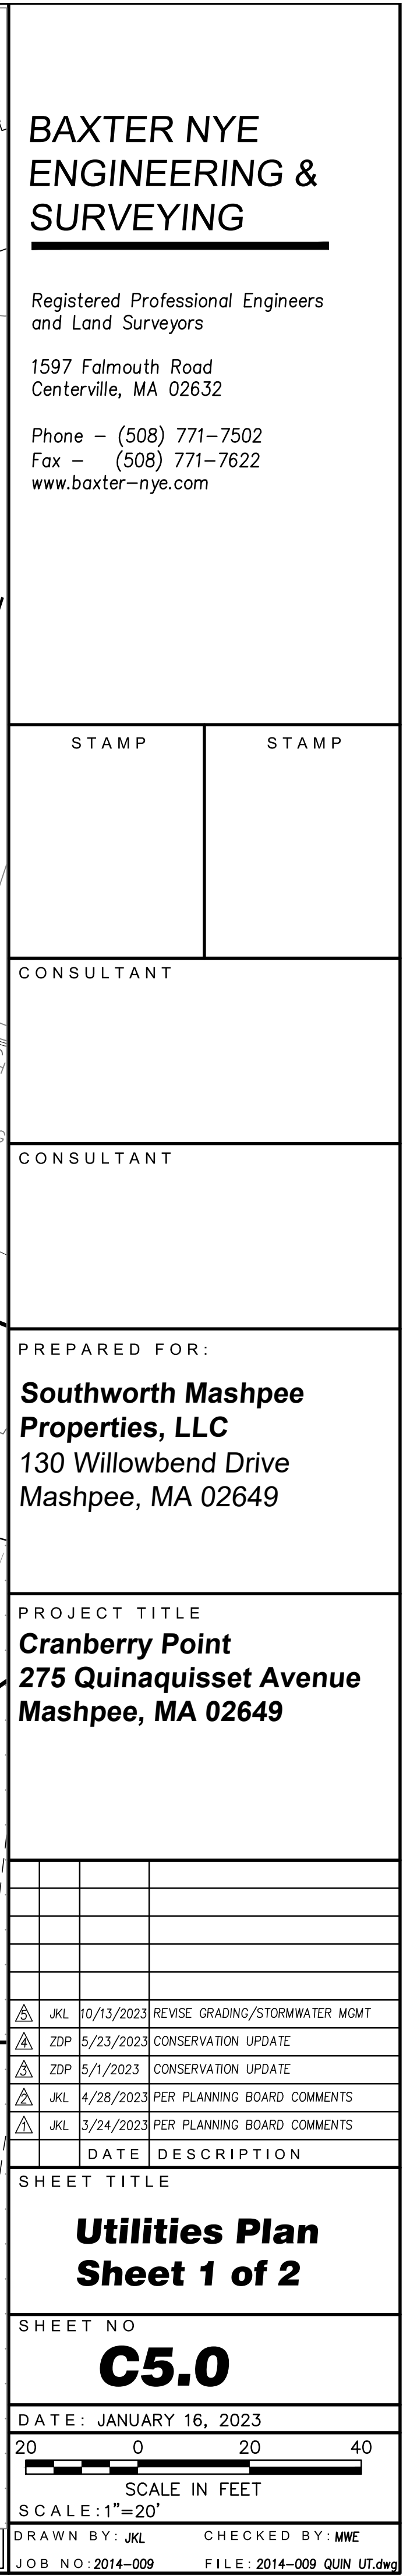 BAXTER NYE
ENGINEERING &
SURVEYING
Registered Professional Engineers
and Land Surveyors
1597 Falmouth Road
Centerville, MA 02632
Phone - (508) 771-7502
Fax - (508) 771-7622
www.baxter-nye.com
STAMP STAMP
CONSULTANT
CONSULTANT
PREPARED FOR:
Southworth Mashpee
Properties, LLC
130 Willowbend Drive
Mashpee, MA 02649
PROJECT TITLE
Cranberry Point
275 Quinaquisset Avenue
Mashpee, MA 02649
5 JKL 10/13/2023 REVISE GRADING/STORMWATER MGMT
4 ZDP 5/23/2023 CONSERVATION UPDATE
3 ZDP 5/1/2023 CONSERVATION UPDATE
2 JKL 4/28/2023 PER PLANNING BOARD COMMENTS
1 JKL 3/24/2023 PER PLANNING BOARD COMMENTS
DATE DESCRIPTION
SHEET TITLE
Utilities Plan
Sheet 1 of 2
SHEET NO
C5.0
DATE: JANUARY 16, 2023
20 0 20 40
SCALE IN FEET
SCALE:1"=20'
DRAWN BY: JKL CHECKED BY: MWE
JOB NO: 2014-009 FILE: 2014-009 QUIN UT.dwg